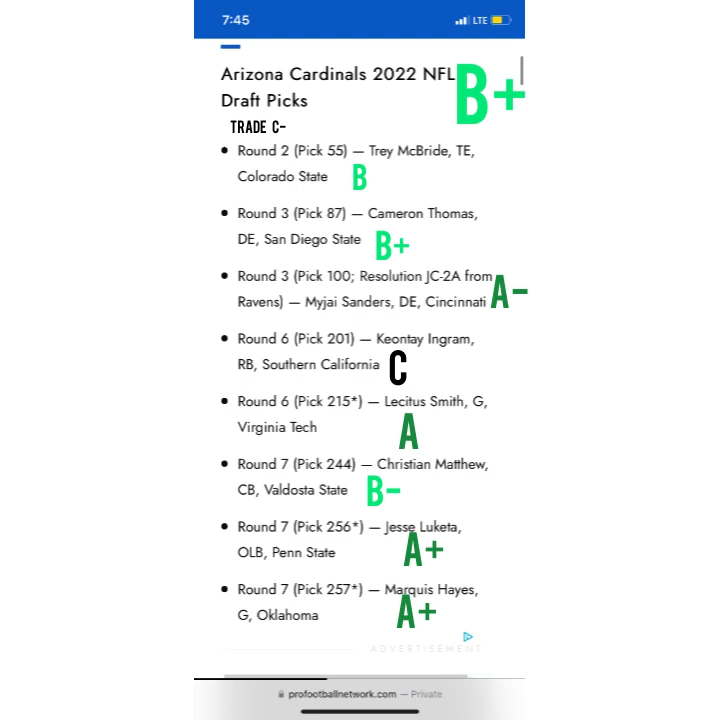 7:45
LTE
Arizona Cardinals 2022 NFL
Draft Picks
B+
TRADE C-
Round 2 (Pick 55) — Trey McBride, TE,
Colorado State
B
Round 3 (Pick 87) — Cameron Thomas,
DE, San Diego State
B+
Round 3 (Pick 100; Resolution JC-2A from
Ravens) — Myjai Sanders, DE, Cincinnati
A-
Round 6 (Pick 201) — Keontay Ingram,
RB, Southern California
C
Round 6 (Pick 215*) — Lecitus Smith, G,
Virginia Tech
A
Round 7 (Pick 244) — Christian Matthew,
CB, Valdosta State
B-
Round 7 (Pick 256*) — Jesse Luketa,
OLB, Penn State
A+
Round 7 (Pick 257*) — Marquis Hayes,
G, Oklahoma
A+
ADVERTISEMENT
profootballnetwork.com — Private